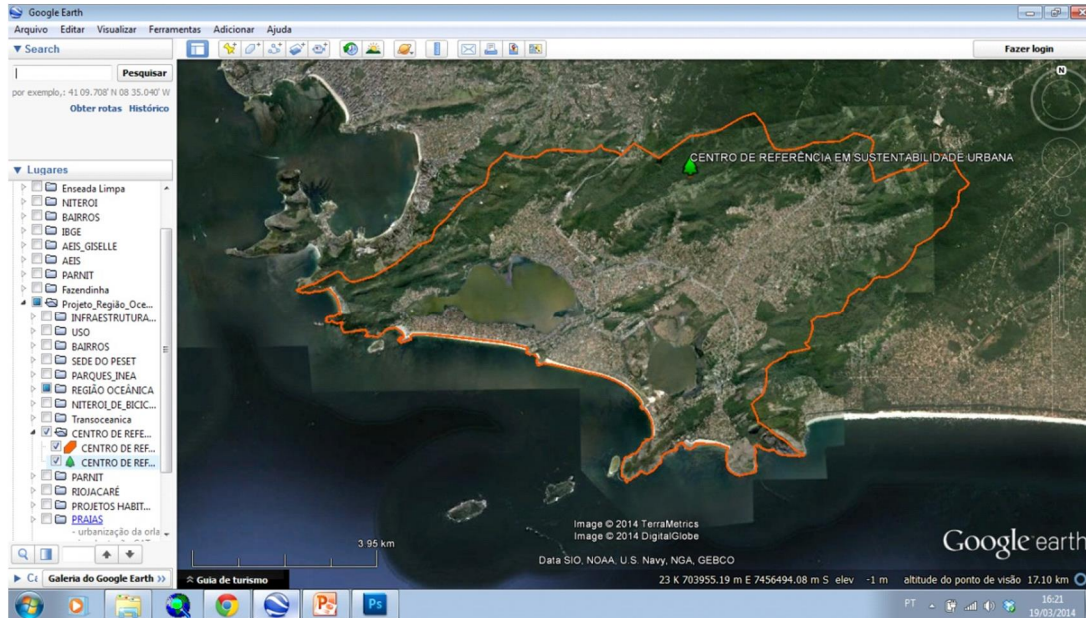 Google Earth
Arquivo Editar Visualizar Ferramentas Adicionar Ajuda
Search
Fazer login
Pesquisar
por exemplo,: 41 09.708' N 08 35.040' W
Obter rotas Histórico
Lugares
Enseada Limpa
NITEROI
BAIRROS
IBGE
AEIS_GISELLE
AEIS
PARNIT
Fazendinha
Projeto_Região_Oce...
INFRAESTRUTURA...
USO
BAIRROS
SEDE DO PESET
PARQUES_INEA
REGIÃO OCEÂNICA
NITEROI_DE_BICIC...
Transoceanica
CENTRO DE REFE...
CENTRO DE REF...
CENTRO DE REF...
PARNIT
RIOJACARÉ
PROJETOS HABIT...
PRAIAS
- urbanização da orla
Galeria do Google Earth >>
N
CENTRO DE REFERÊNCIA EM SUSTENTABILIDADE URBANA
3.95 km
Image © 2014 TerraMetrics
Image © 2014 DigitalGlobe
Data SIO, NOAA, U.S. Navy, NGA, GEBCO
Google earth
Guia de turismo
23 K 703955.19 m E 7456494.08 m S elev -1 m altitude do ponto de visão 17.10 km
Ps
PT
16:21
19/03/2014